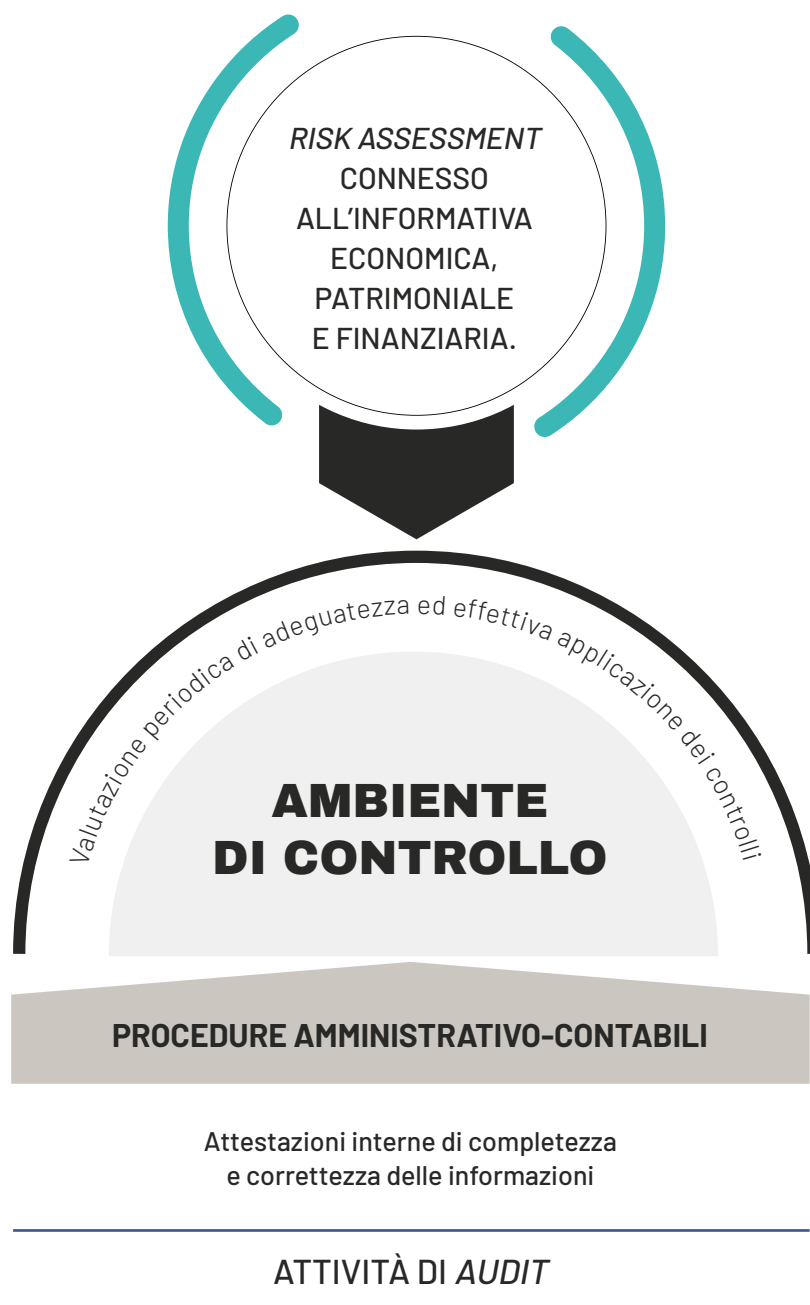 RISK ASSESSMENT
CONNESSO
ALL’INFORMATIVA
ECONOMICA,
PATRIMONIALE
E FINANZIARIA.
Valutazione periodica di adeguatezza ed effettiva applicazione dei controlli
AMBIENTE
DI CONTROLLO
PROCEDURE AMMINISTRATIVO-CONTABILI
Attestazioni interne di completezza
e correttezza delle informazioni
ATTIVITÀ DI AUDIT